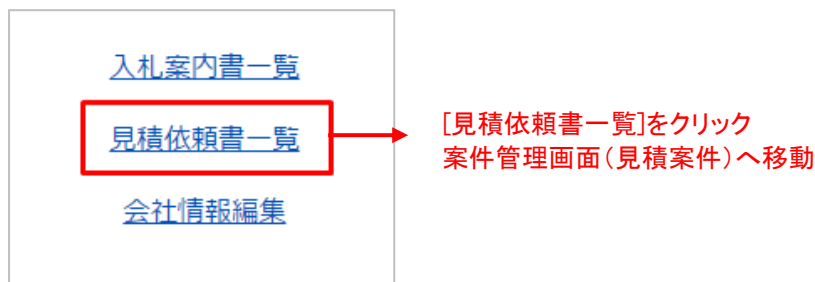 入札案内書一覧
見積依頼書一覧
[見積依頼書一覧]をクリック
案件管理画面（見積案件）へ移動
会社情報編集